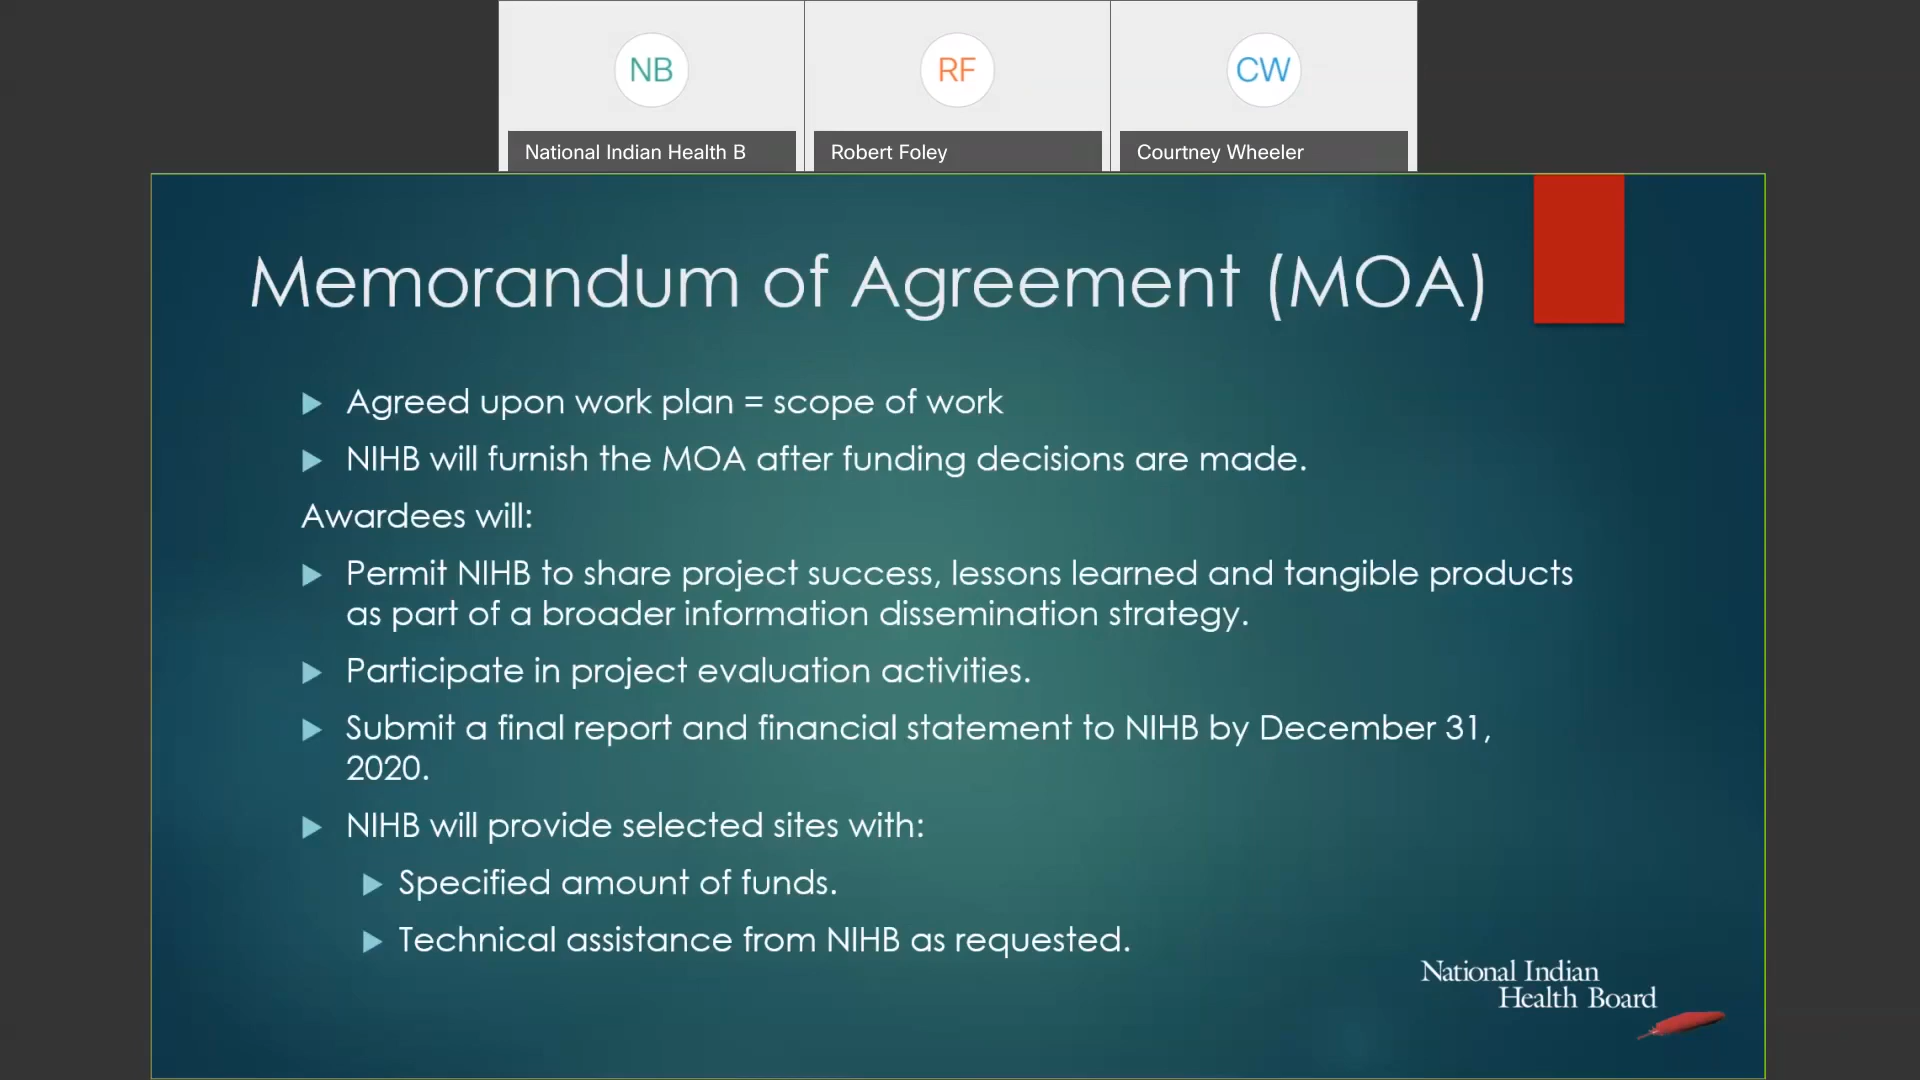 NB
RF
CW
National Indian Health B
Robert Foley
Courtney Wheeler
Memorandum of Agreement (MOA)
Agreed upon work plan = scope of work
NIHB will furnish the MOA after funding decisions are made.
Awardees will:
Permit NIHB to share project success, lessons learned and tangible products
as part of a broader information dissemination strategy.
Participate in project evaluation activities.
Submit a final report and financial statement to NIHB by December 31,
2020.
NIHB will provide selected sites with:
Specified amount of funds.
Technical assistance from NIHB as requested.
National Indian
Health Board